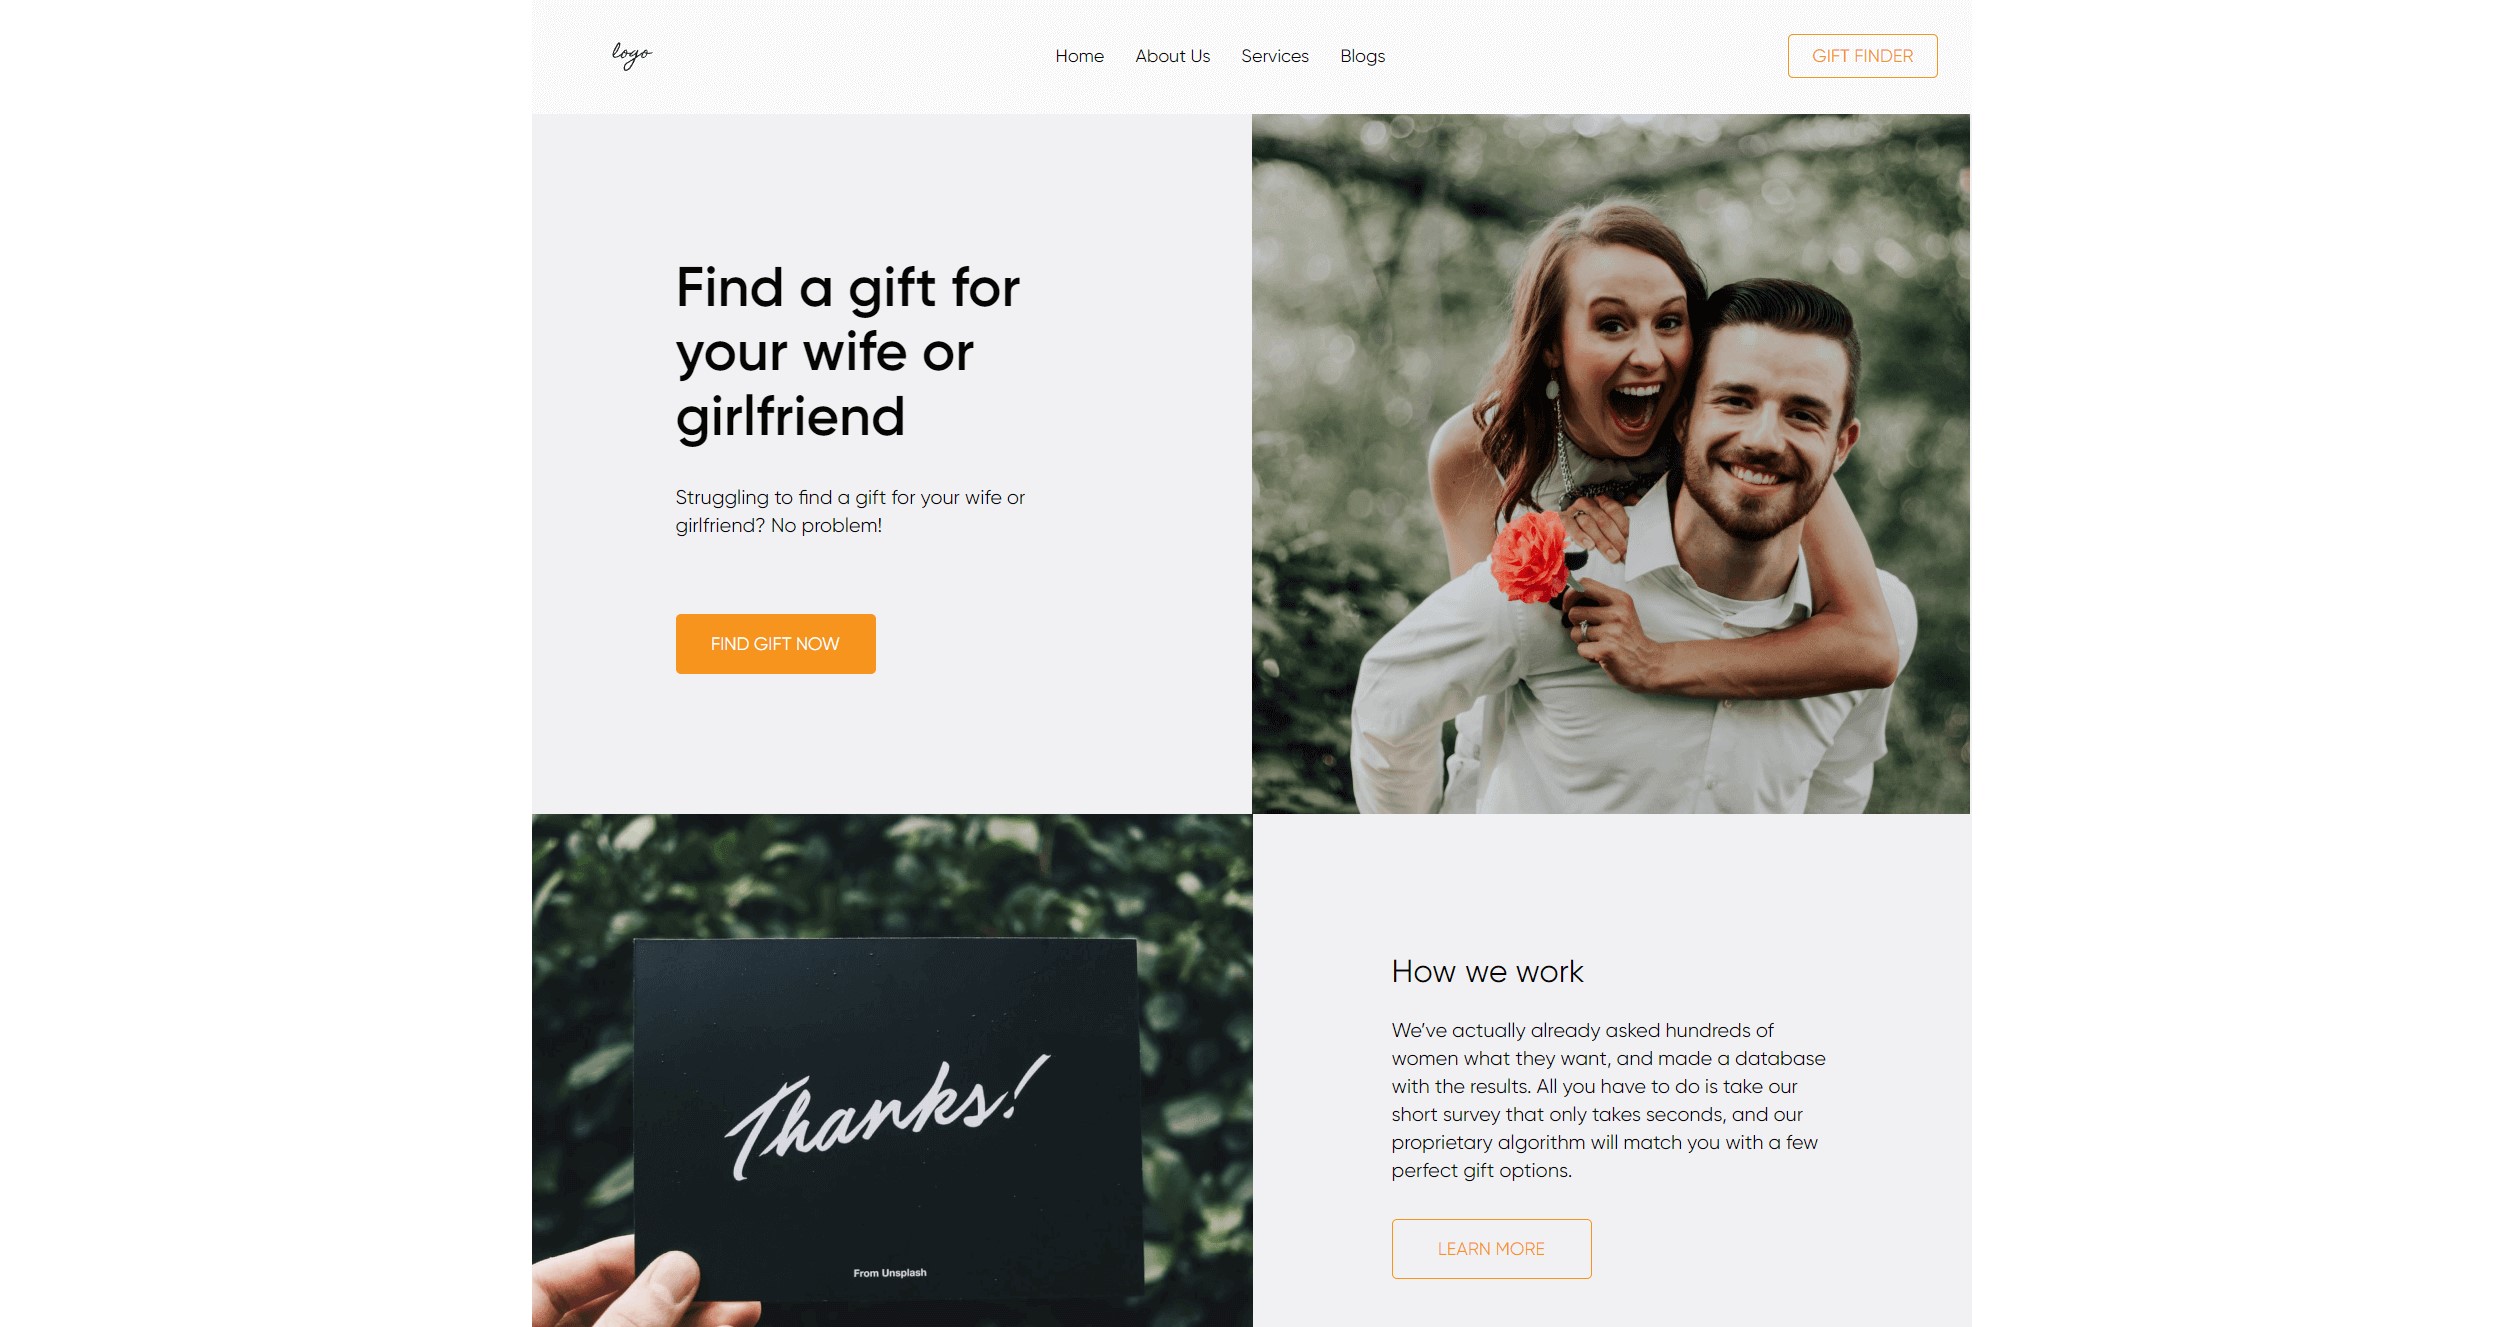 logo
Home About Us Services Blogs
GIFT FINDER
Find a gift for
your wife or
girlfriend
Struggling to find a gift for your wife or
girlfriend? No problem!
FIND GIFT NOW
Thanks!
From Unsplash
How we work
We’ve actually already asked hundreds of
women what they want, and made a database
with the results. All you have to do is take our
short survey that only takes seconds, and our
proprietary algorithm will match you with a few
perfect gift options.
LEARN MORE